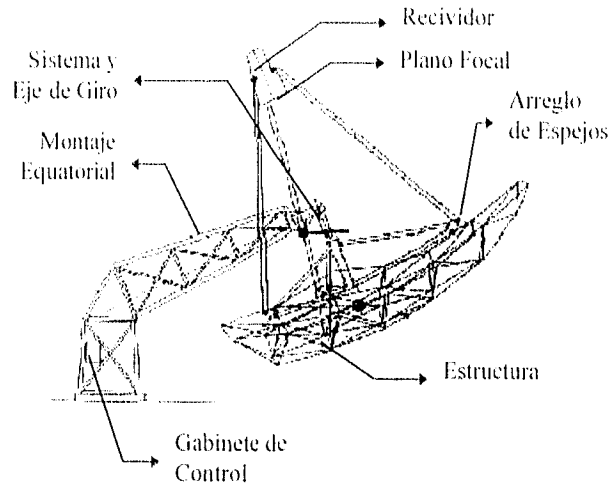 Recividor
Sistema y
Eje de Giro
Plano Focal
Arreglo
de Espejos
Montaje
Equatorial
Estructura
Gabinete de
Control